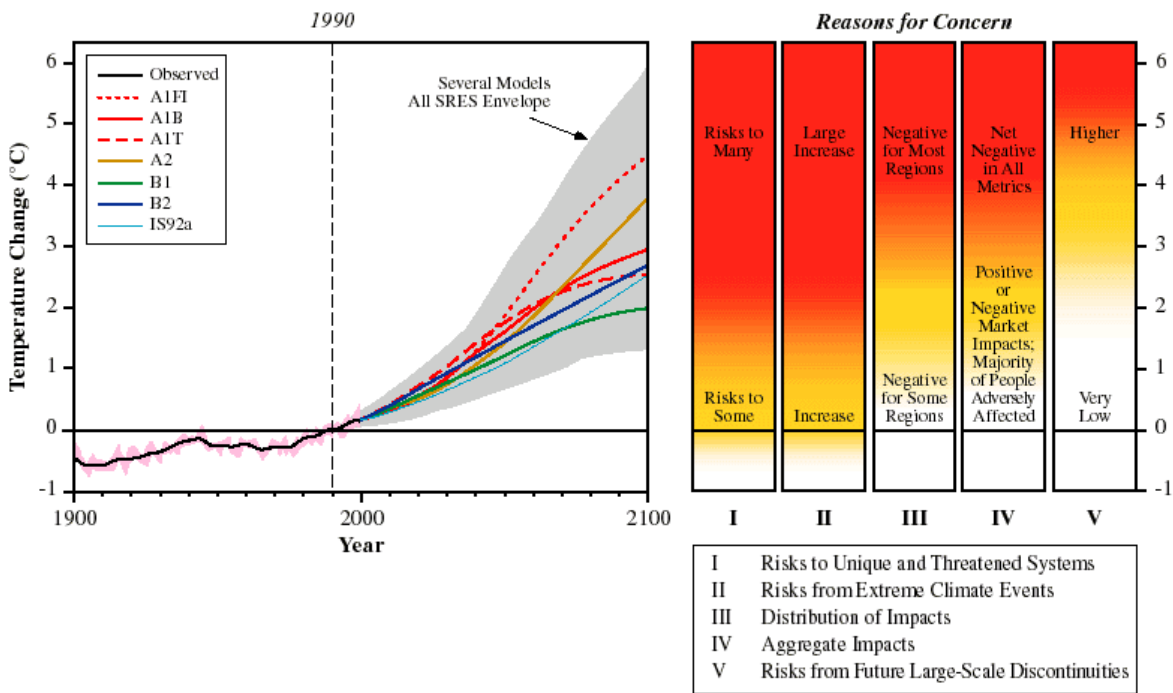 1990
Reasons for Concern
6
5
4
3
2
1
0
-1
Temperature Change (°C)
Observed
A1FI
A1B
A1T
A2
B1
B2
IS92a
Several Models
All SRES Envelope
1900
2000
2100
Year
Risks to
Many
Risks to
Some
Large
Increase
Increase
Negative
for Most
Regions
Negative
for Some
Regions
Net
Negative
in All
Metrics
Positive
or
Negative
Market
Impacts;
Majority
of People
Adversely
Affected
Higher
Very
Low
6
5
4
3
2
1
0
-1
I
II
III
IV
V
I Risks to Unique and Threatened Systems
II Risks from Extreme Climate Events
III Distribution of Impacts
IV Aggregate Impacts
V Risks from Future Large-Scale Discontinuities